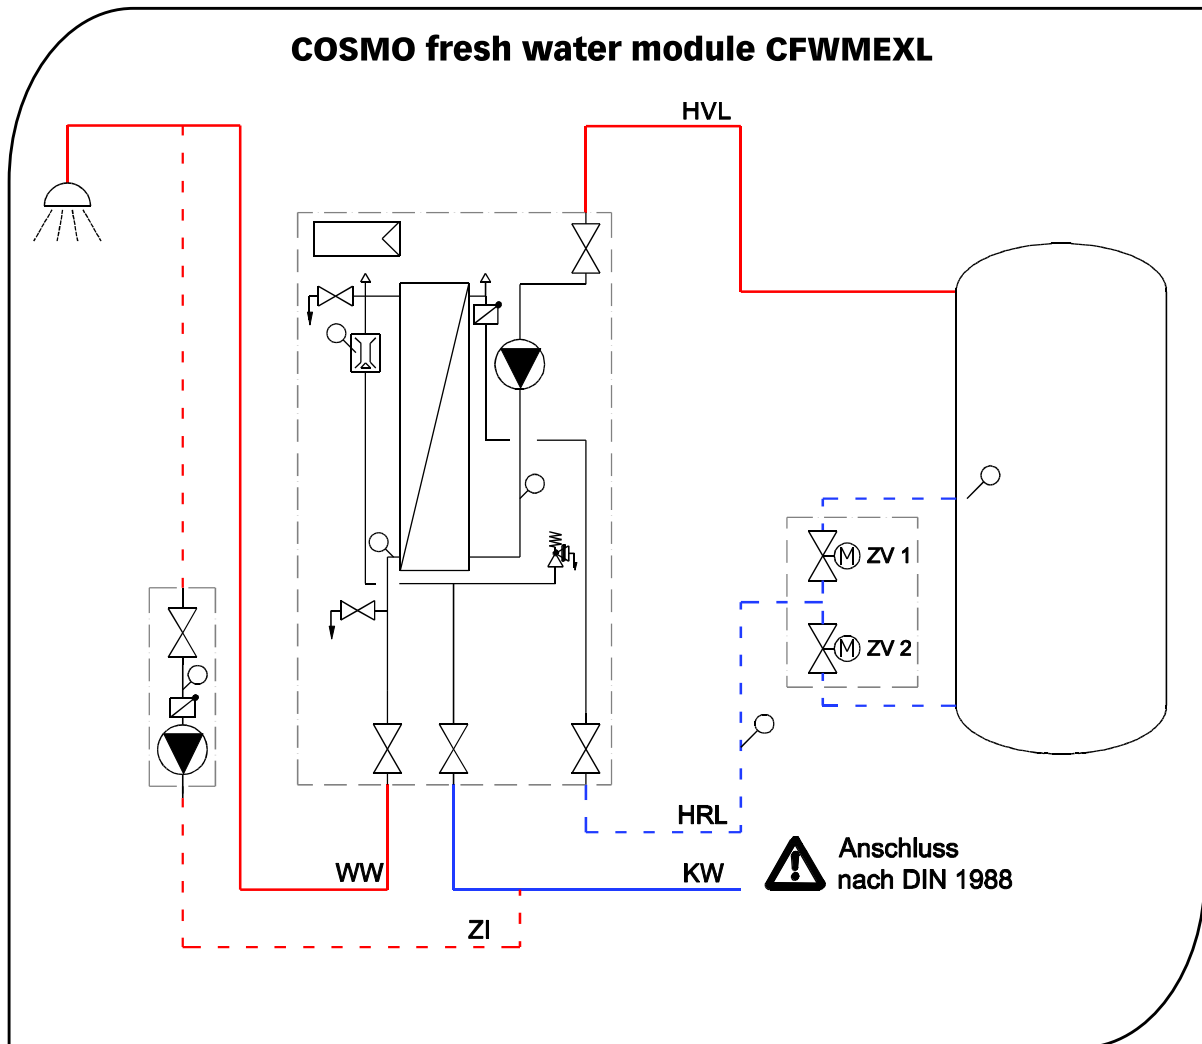 COSMO fresh water module CFWMEXL
HVL
M ZV 1
M ZV 2
HRL
WW
KW
Anschluss
nach DIN 1988
ZI